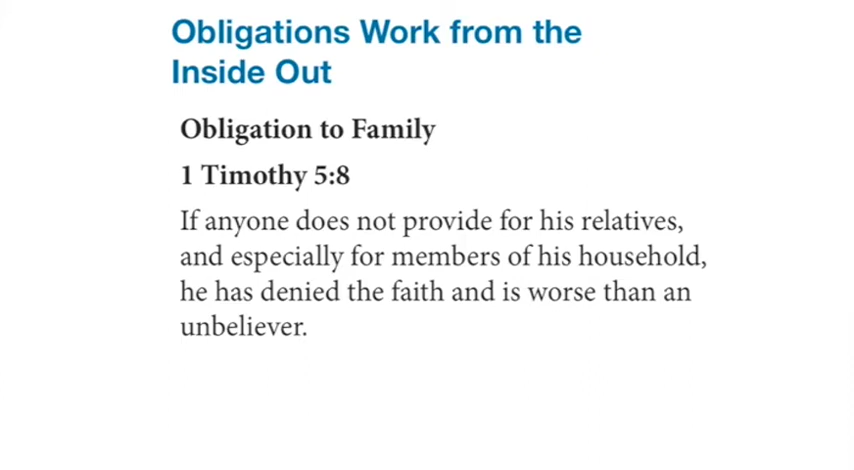 Obligations Work from the
Inside Out
Obligation to Family
1 Timothy 5:8
If anyone does not provide for his relatives,
and especially for members of his household,
he has denied the faith and is worse than an
unbeliever.